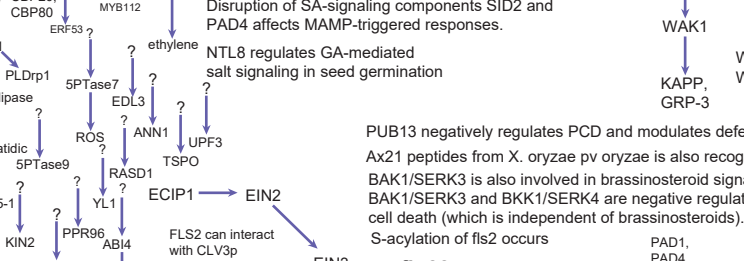 CBP80
MYB112
ERF53
?
ethylene
Disruption of SA-signaling components SID2 and
PAD4 affects MAMP-triggered responses.
NTL8 regulates GA-mediated
salt signaling in seed germination
WAK1
KAPP,
GRP-3
PLDrp1
5PTase7
?
EDL3
?
ANN1
?
TSPO
?
UPF3
ROS
?
RASD1
?
5PTase9
?
YL1
?
PPR96
ABI4
?
KIN2
?
?
ECIP1
EIN2
FLS2 can interact
with CLV3p
PUB13 negatively regulates PCD and modulates
Ax21 peptides from X. oryzae pv oryzae is also
BAK1/SERK3 is also involved in brassinosteroid
BAK1/SERK3 and BKK1/SERK4 are negative
cell death (which is independent of brassinosteroids).
S-acylation of fls2 occurs
PAD1,
PAD4